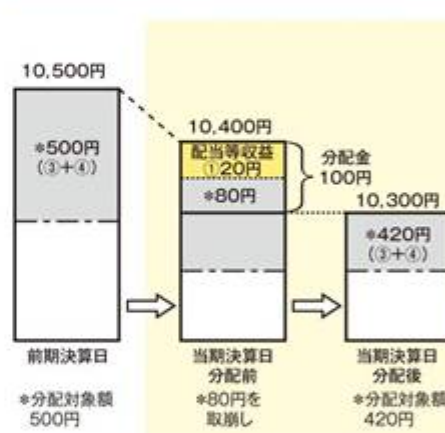 10,500円
*500円
(③+④)
前期決算日
*分配対象額
500円
10,400円
配当等収益
①20円
*80円
分配金
100円
当期決算日
分配前
*80円を
取崩し
10,300円
*420円
(③+④)
当期決算日
分配後
*分配対象額
420円